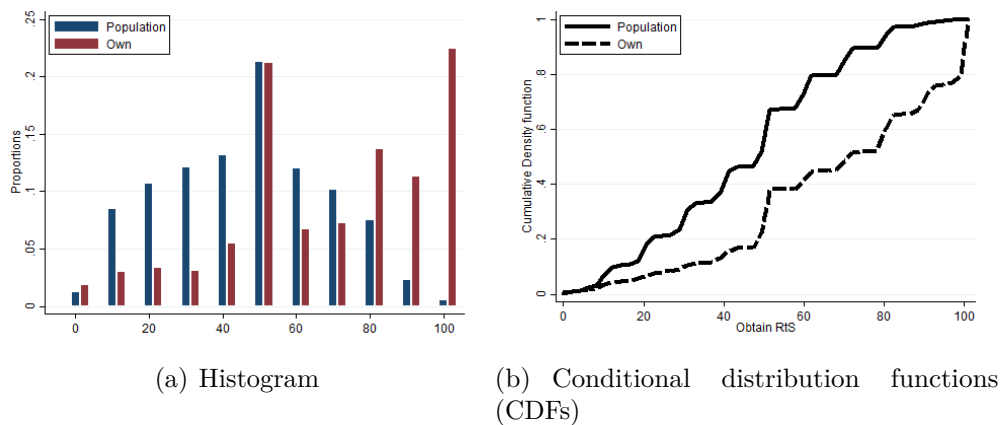 Population
Own
Proportions
0 .05 .1 .15 .2 .25
0 20 40 60 80 100
(a) Histogram
Population
Own
Cumulative Density function
0 .2 .4 .6 .8 1
0 20 40 60 80 100
Obtain RtS
(b) Conditional distribution functions
(CDFs)